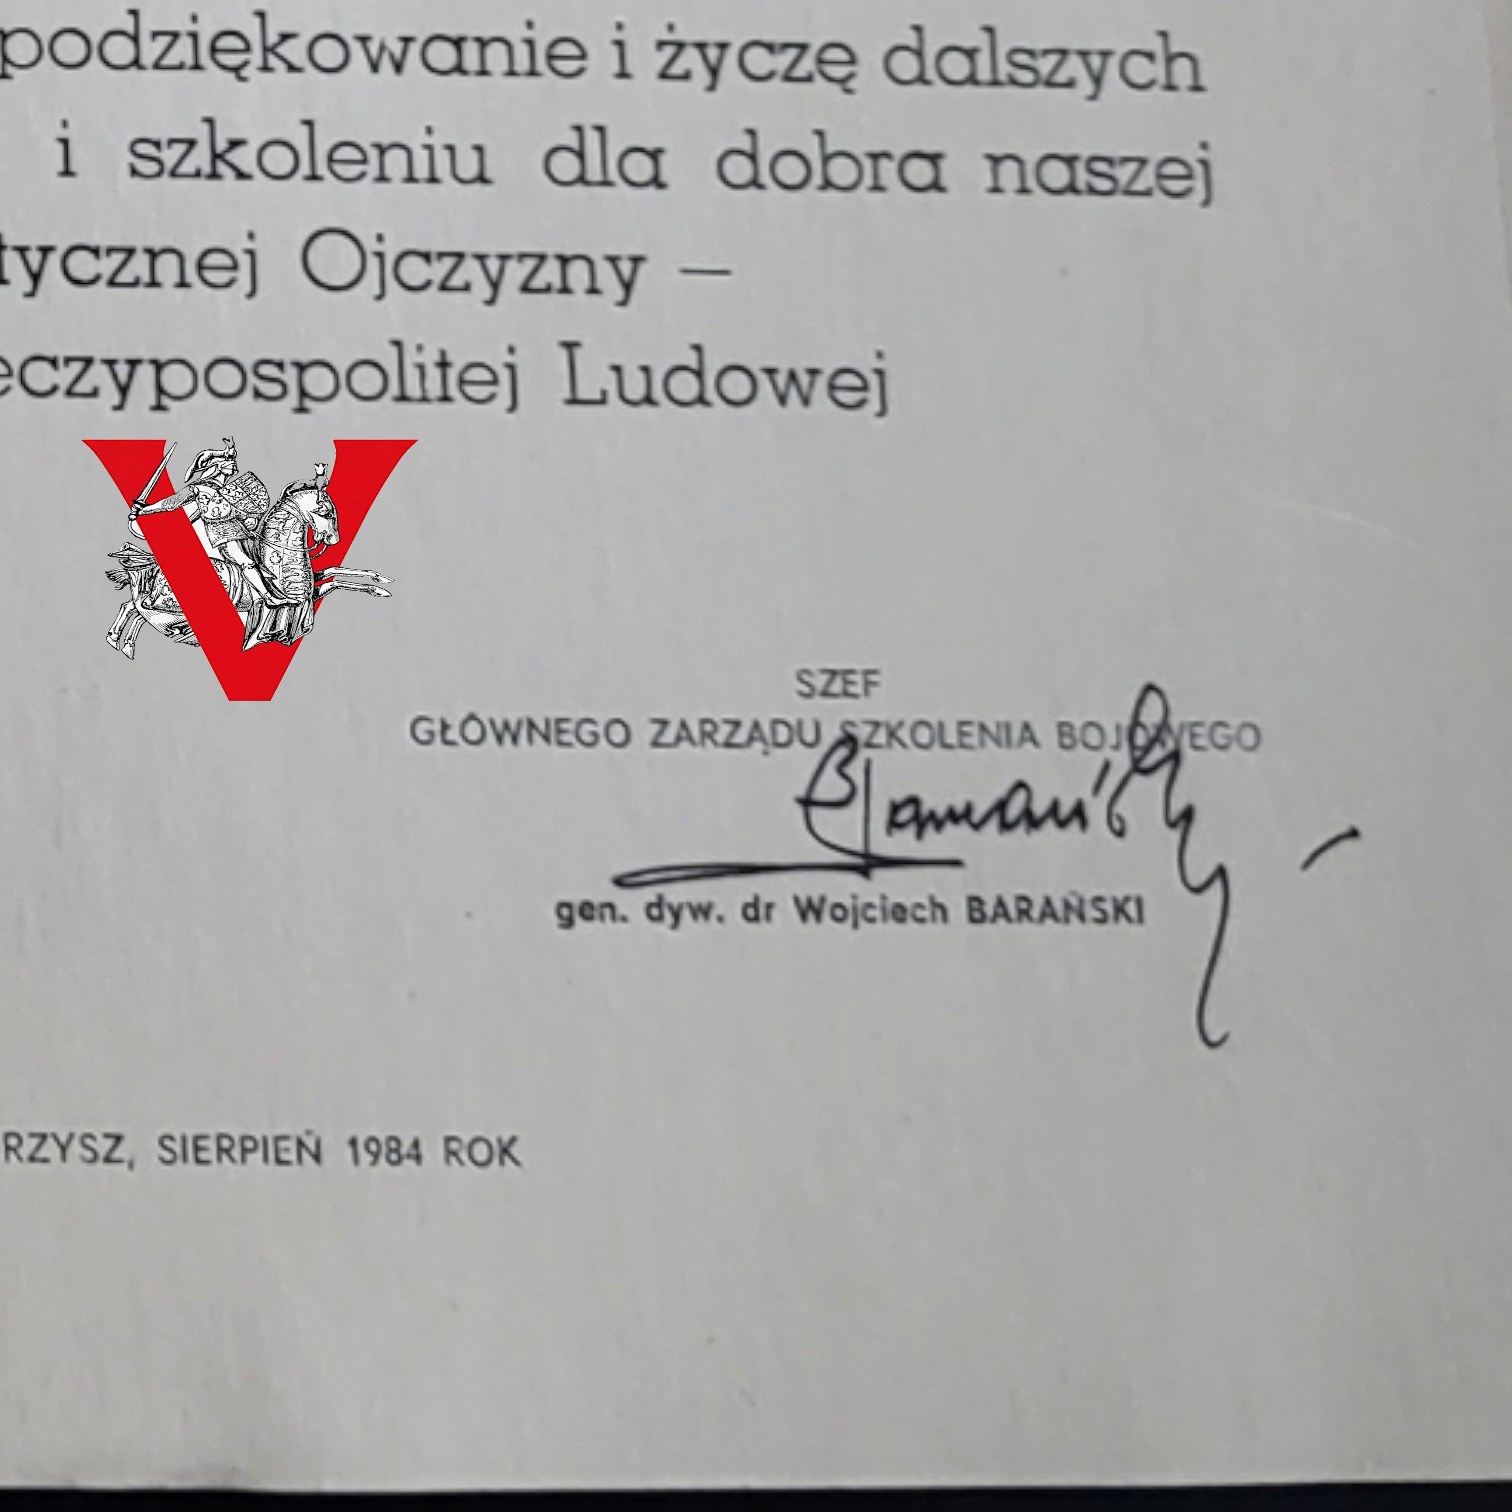 podziękowanie i życzę dalszych
i szkoleniu dla dobra naszej
tycznej Ojczyzny –
eczypospolitej Ludowej
V
SZEF
GŁÓWNEGO ZARZĄDU SZKOLENIA BOJOWEGO
gen. dyw. dr Wojciech BARAŃSKI
RZYSZ, SIERPIEŃ 1984 ROK